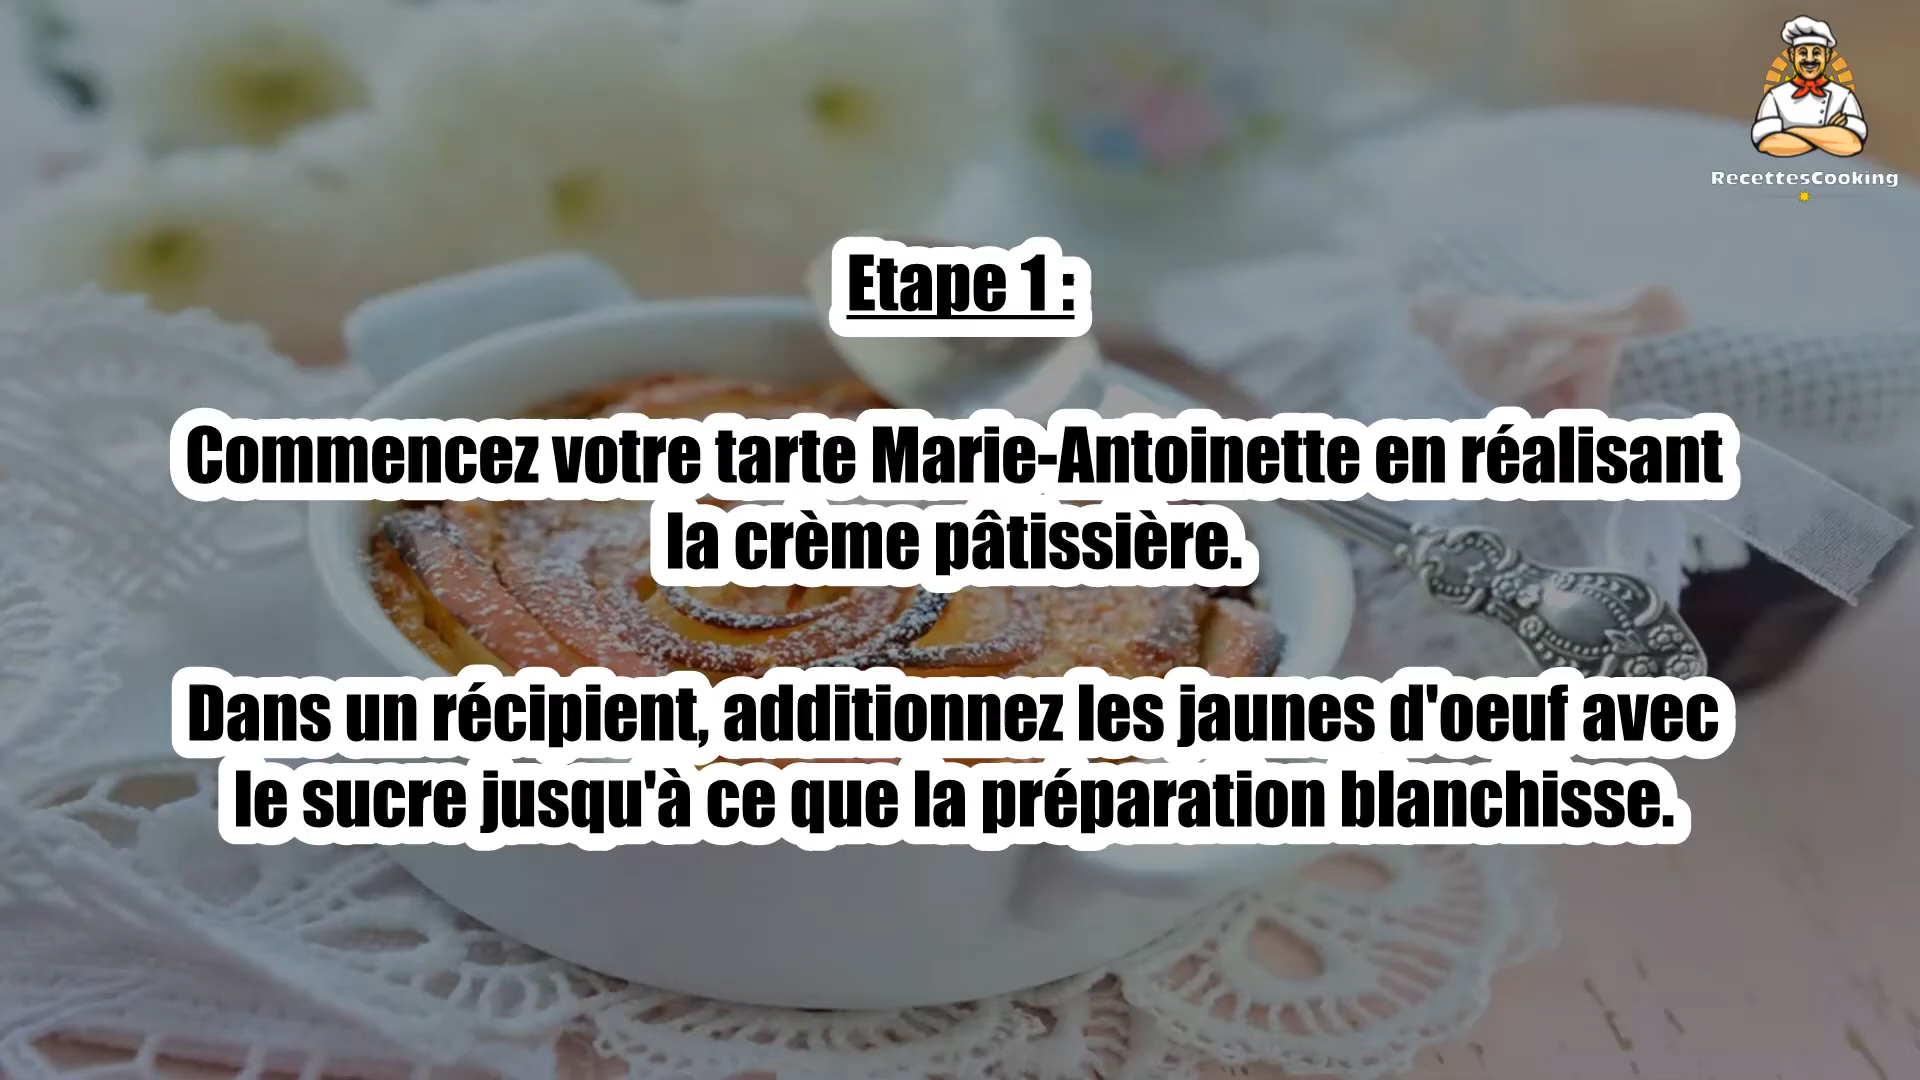 RecettesCooking
Etape 1 :
Commencez votre tarte Marie-Antoinette en réalisant
la crème pâtissière.
Dans un récipient, additionnez les jaunes d'oeuf avec
le sucre jusqu'à ce que la préparation blanchisse.